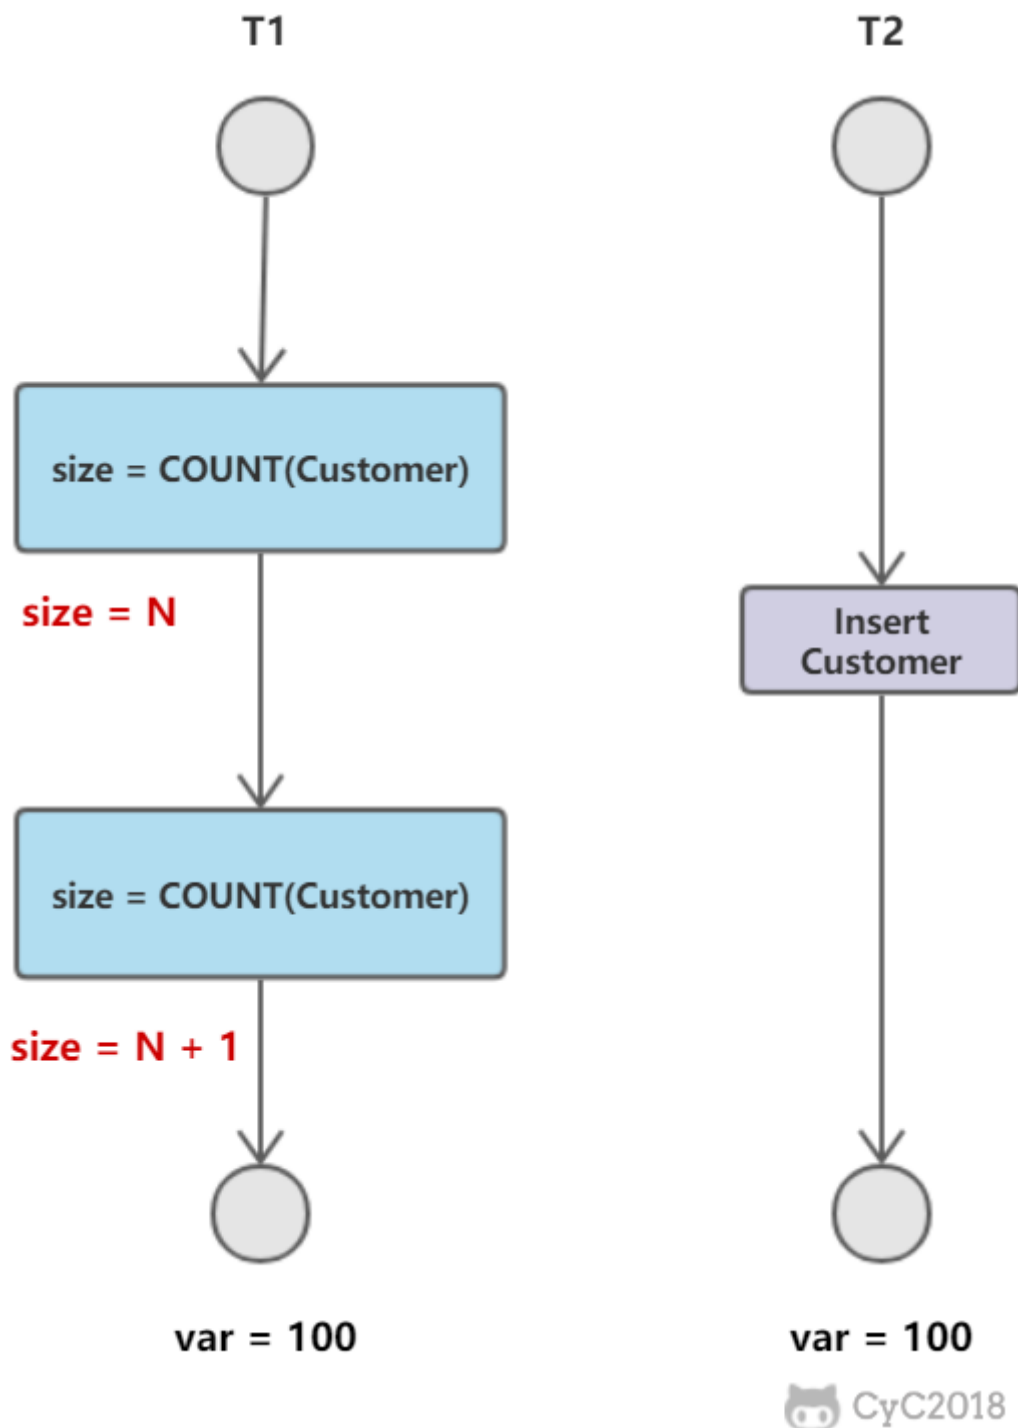 T1
T2
size = COUNT(Customer)
size = N
Insert
Customer
size = COUNT(Customer)
size = N + 1
var = 100
var = 100
CyC2018